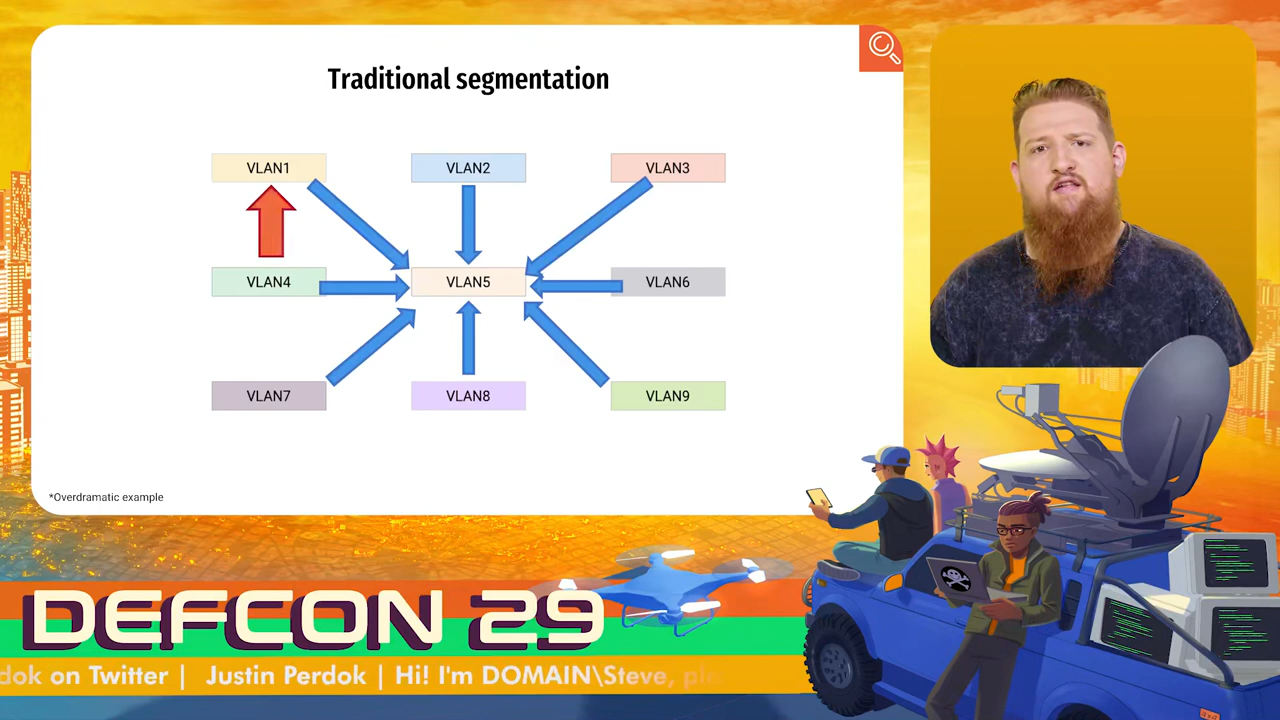 Traditional segmentation
VLAN1
VLAN2
VLAN3
VLAN4
VLAN5
VLAN6
VLAN7
VLAN8
VLAN9
*Overdramatic example
DEFCON 29
dok on Twitter | Justin Perdok | Hi! I'm DOMAIN\Steve,